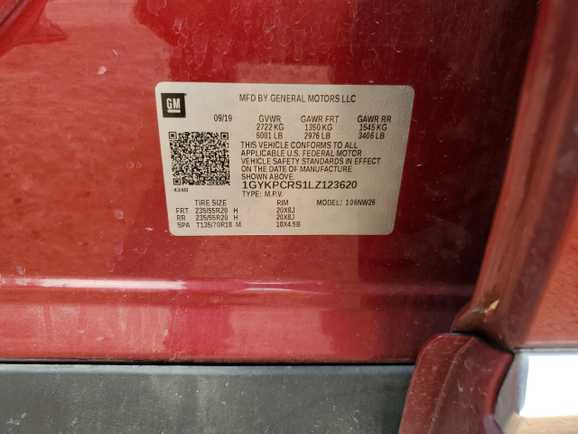 GM
MFD BY GENERAL MOTORS LLC
09/19 GVWR GAWR FRT GAWR RR
2722 KG 1350 KG 1545 KG
6001 LB 2976 LB 3406 LB
THIS VEHICLE CONFORMS TO ALL
APPLICABLE U.S. FEDERAL MOTOR
VEHICLE SAFETY STANDARDS IN EFFECT
ON THE DATE OF MANUFACTURE
SHOWN ABOVE.
1GYKPCRS1LZ123620
TYPE: M.P.V. MODEL: 106NW26
TIRE SIZE RIM
FRT 235/55R20 H 20X8J
RR 235/55R20 H 20X8J
SPA T135/70R18 M 18X4.5B